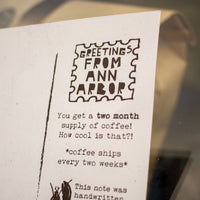 GREETINGS
FROM
ANN
ARBOR
You get a two month
supply of coffee!
How cool is that?!
*coffee ships
every two weeks*
This note was
handwritten